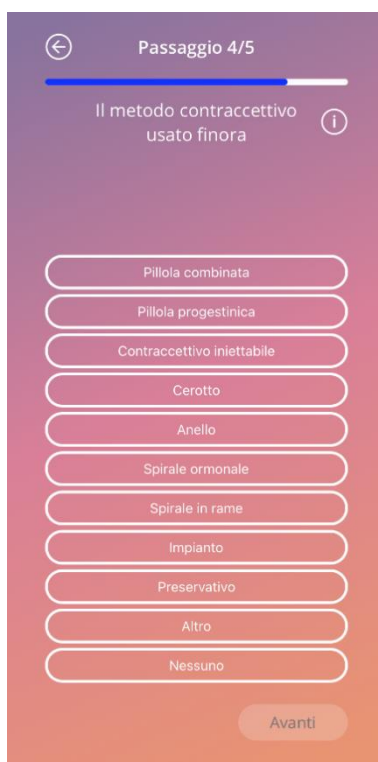 Passaggio 4/5
Il metodo contraccettivo
usato finora
i
Pillola combinata
Pillola progestinica
Contraccettivo iniettabile
Cerotto
Anello
Spirale ormonale
Spirale in rame
Impianto
Preservativo
Altro
Nessuno
Avanti